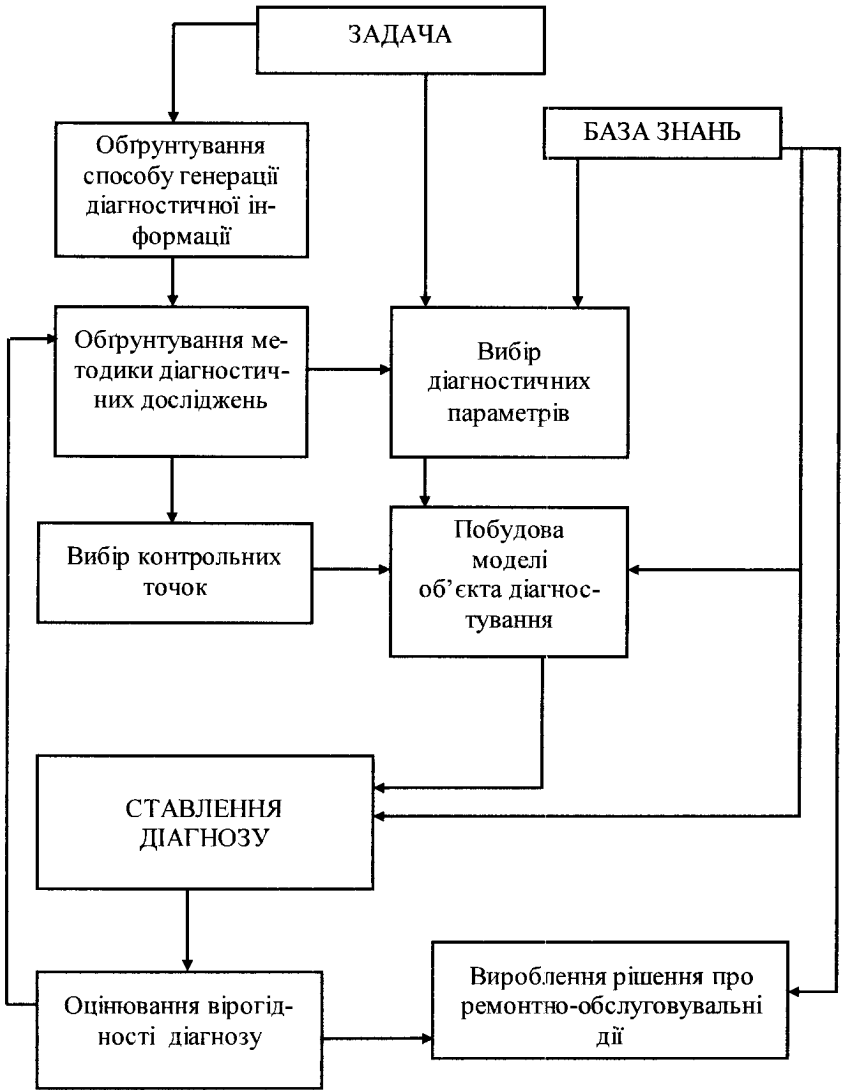 ЗАДАЧА
БАЗА ЗНАНЬ
Обґрунтування
способу генерації
діагностичної ін-
формації
Обґрунтування ме-
тодики діагностич-
них досліджень
Вибір
діагностичних
параметрів
Вибір контрольних
точок
Побудова
моделі
об’єкта діагнос-
тування
СТАВЛЕННЯ
ДІАГНОЗУ
Оцінювання вірогід-
ності діагнозу
Вироблення рішення про
ремонтно-обслуговувальні
дії